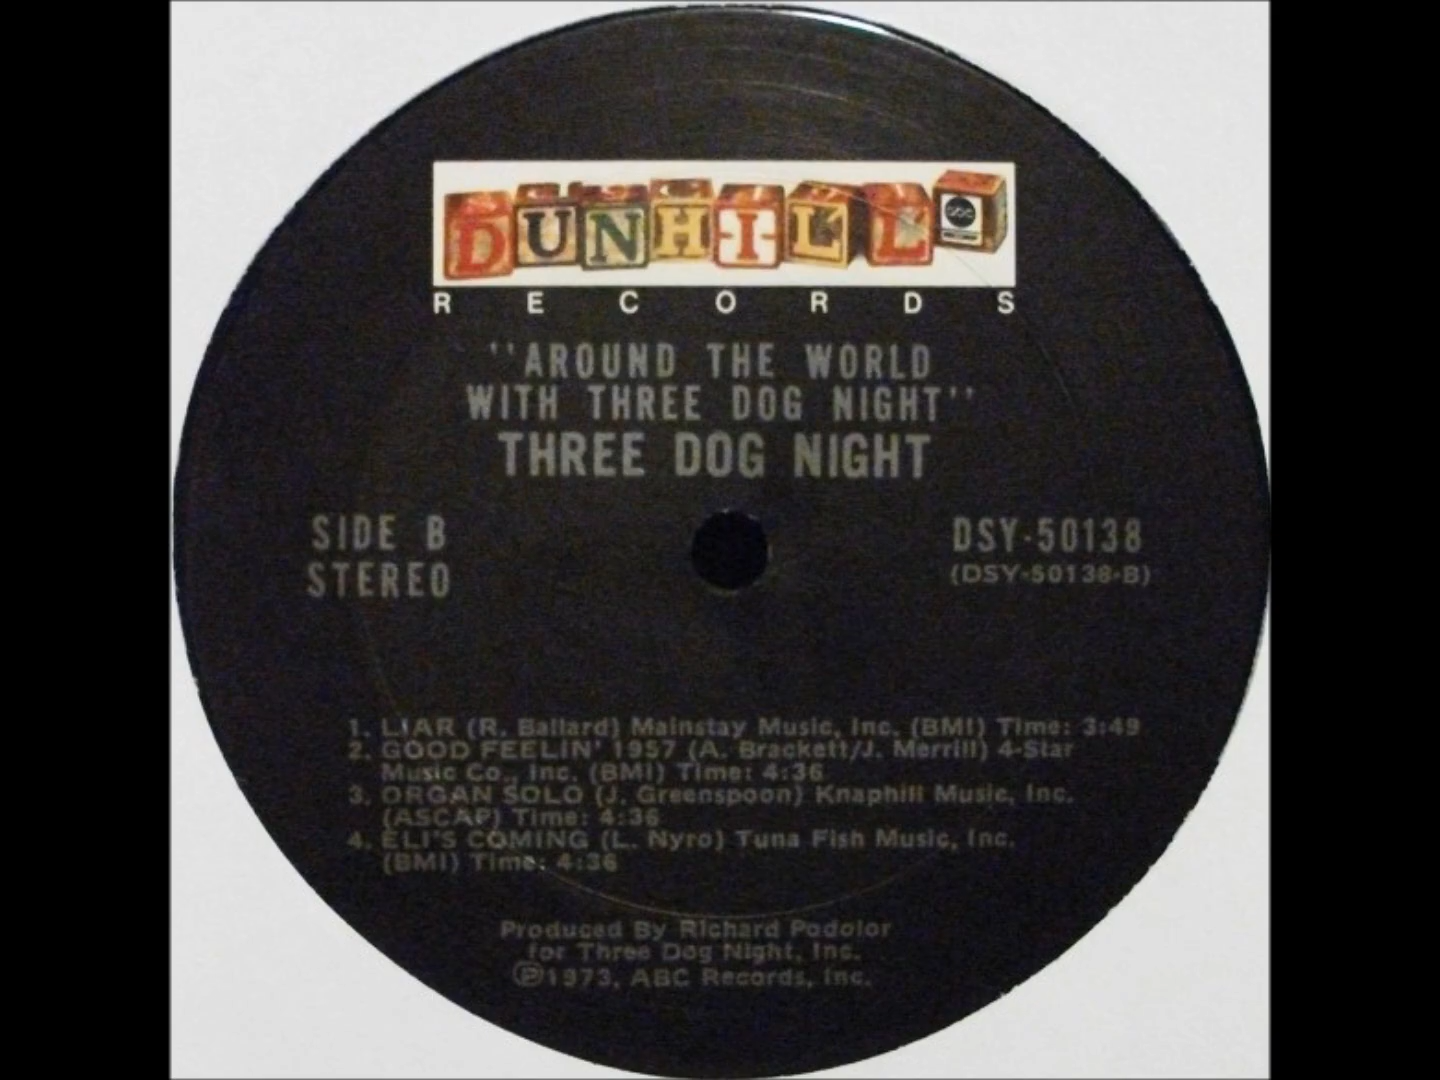 DUNHILL abc
RECORDS
"AROUND THE WORLD
WITH THREE DOG NIGHT"
THREE DOG NIGHT
SIDE B
STEREO
DSY-50138
(DSY-50138-B)
1. LIAR (R. Ballard) Mainstay Music, Inc. (BMI) Time: 3:49
2. GOOD FEELIN' 1957 (A. Brackett/J. Merrill) 4-Star
Music Co., Inc. (BMI) Time: 4:36
3. ORGAN SOLO (J. Greenspoon) Knaphill Music, Inc.
(ASCAP) Time: 4:36
4. ELI'S COMING (L. Nyro) Tuna Fish Music, Inc.
(BMI) Time: 4:36
Produced By Richard Podolor
for Three Dog Night, Inc.
℗1973, ABC Records, Inc.